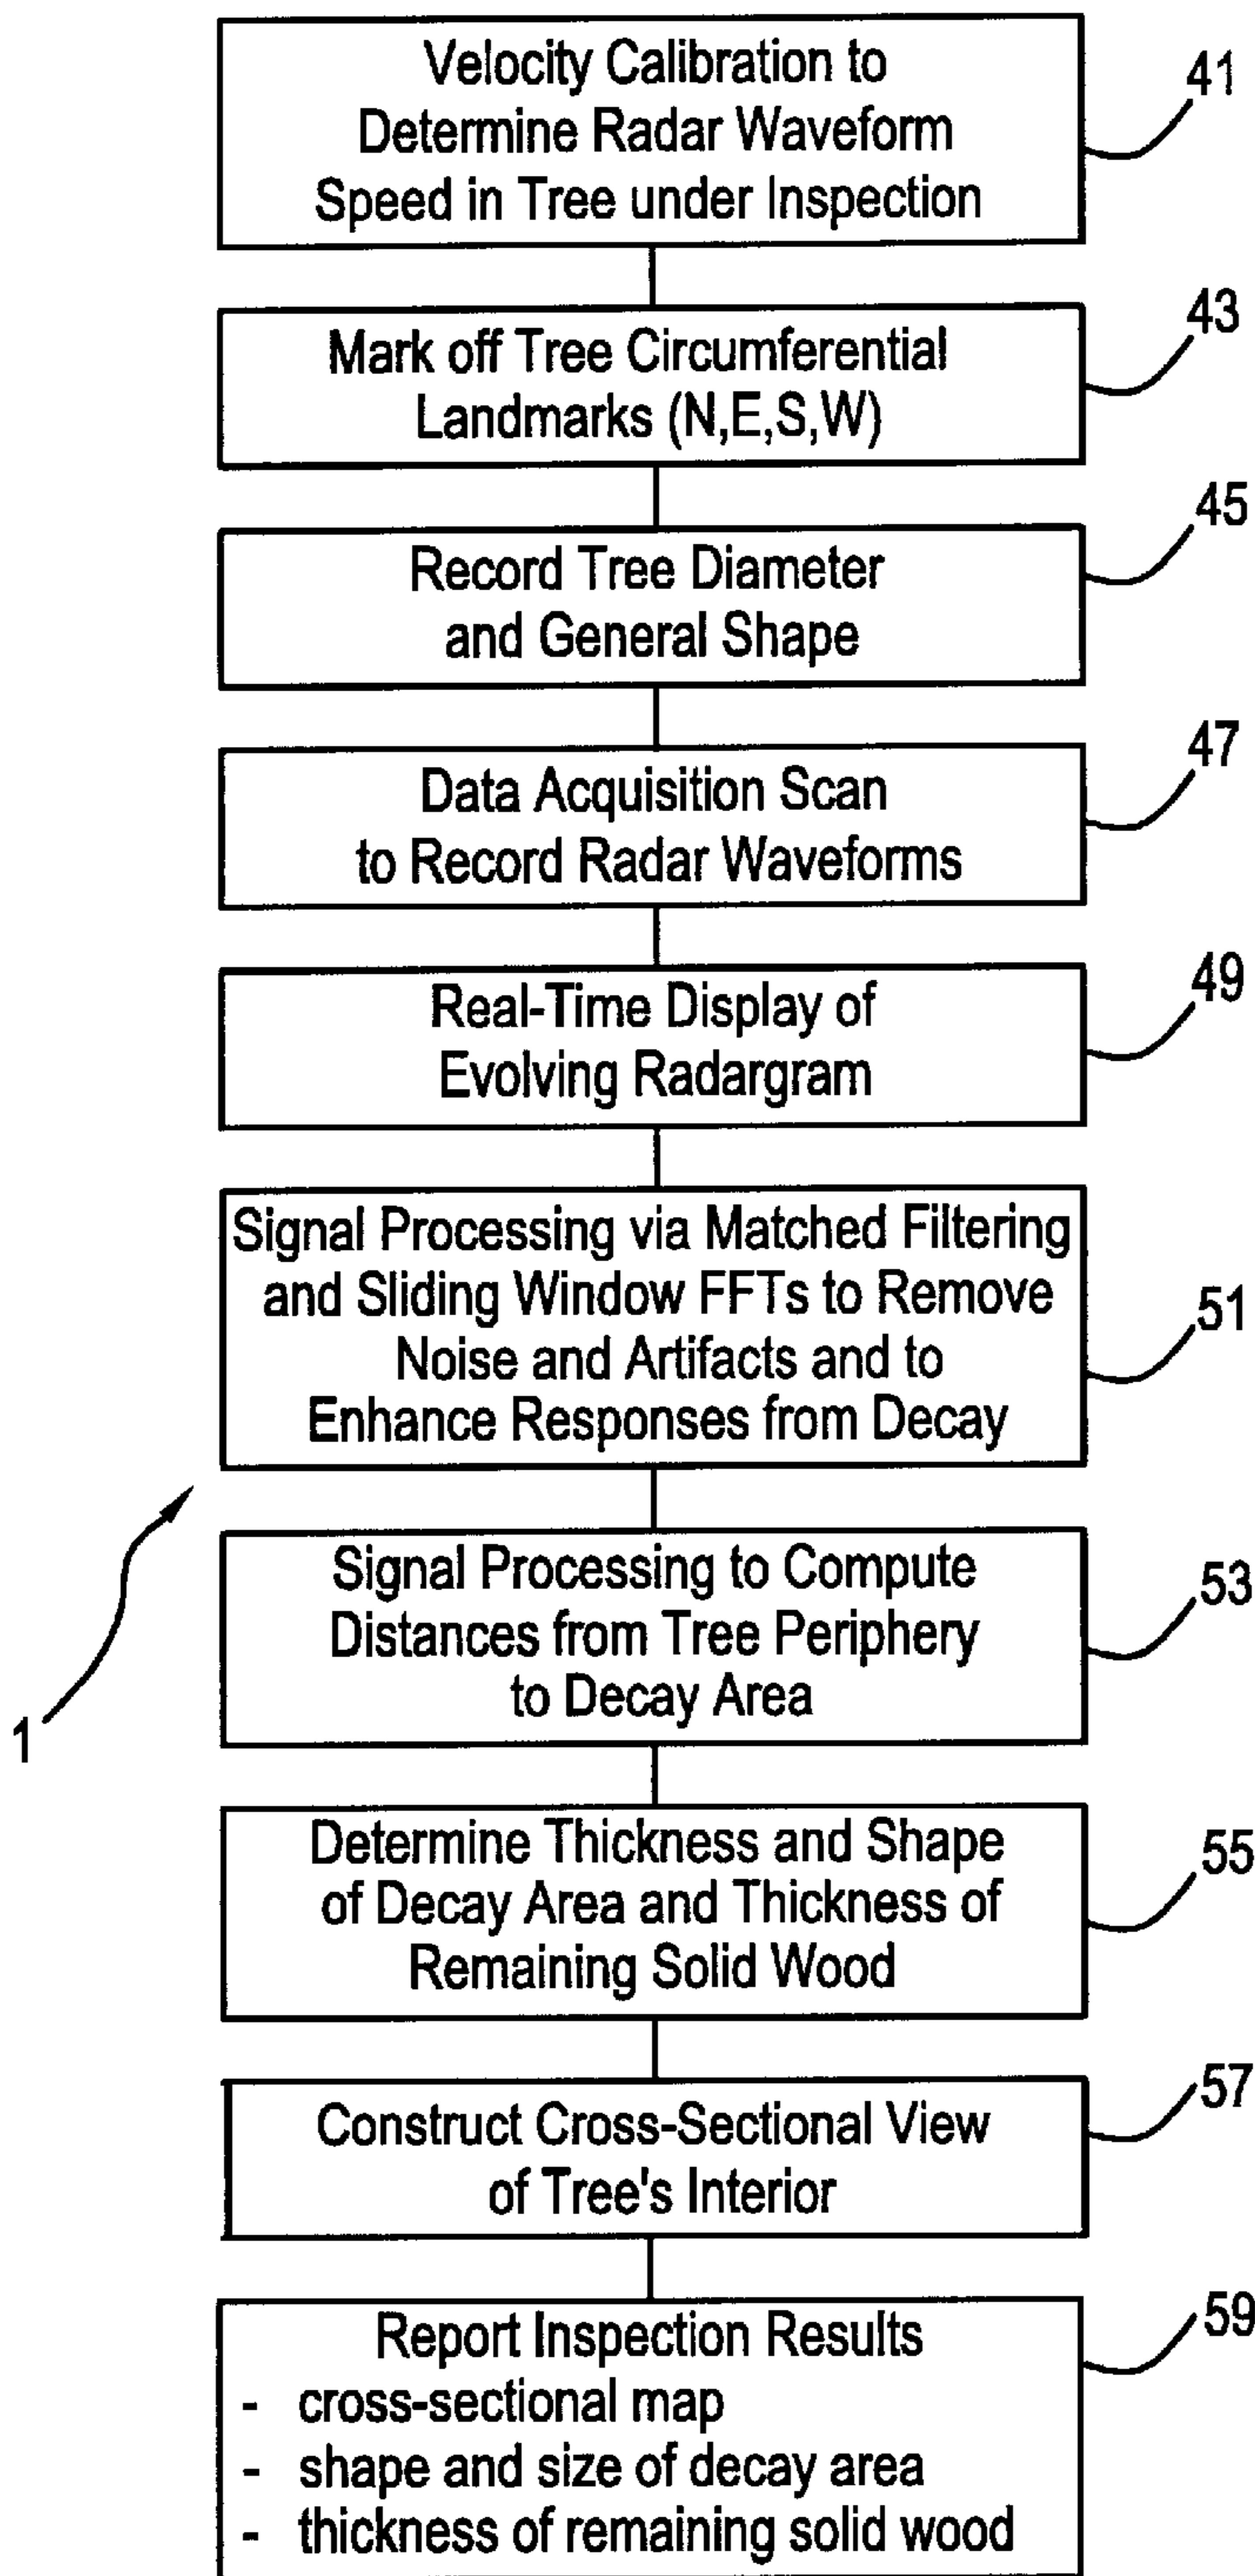 Velocity Calibration to
Determine Radar Waveform
Speed in Tree under Inspection
41
Mark off Tree Circumferential
Landmarks (N,E,S,W)
43
Record Tree Diameter
and General Shape
45
Data Acquisition Scan
to Record Radar Waveforms
47
Real-Time Display of
Evolving Radargram
49
Signal Processing via Matched Filtering
and Sliding Window FFTs to Remove
Noise and Artifacts and to
Enhance Responses from Decay
51
Signal Processing to Compute
Distances from Tree Periphery
to Decay Area
53
1
Determine Thickness and Shape
of Decay Area and Thickness of
Remaining Solid Wood
55
Construct Cross-Sectional View
of Tree's Interior
57
Report Inspection Results
- cross-sectional map
- shape and size of decay area
- thickness of remaining solid wood
59